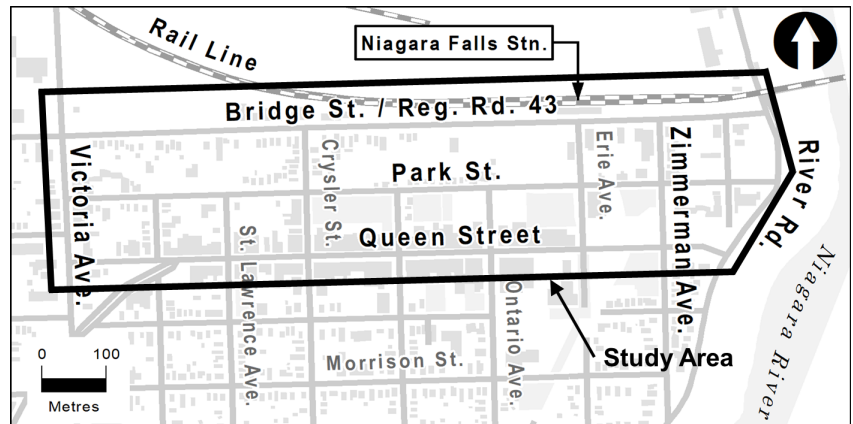 Rail Line
Niagara Falls Stn.
Bridge St. / Reg. Rd. 43
Victoria Ave.
Crysler St.
Park St.
Erie Ave.
Zimmerman Ave.
River Rd.
Queen Street
St. Lawrence Ave.
Ontario Ave.
Niagara River
Morrison St.
Study Area
0 100
Metres